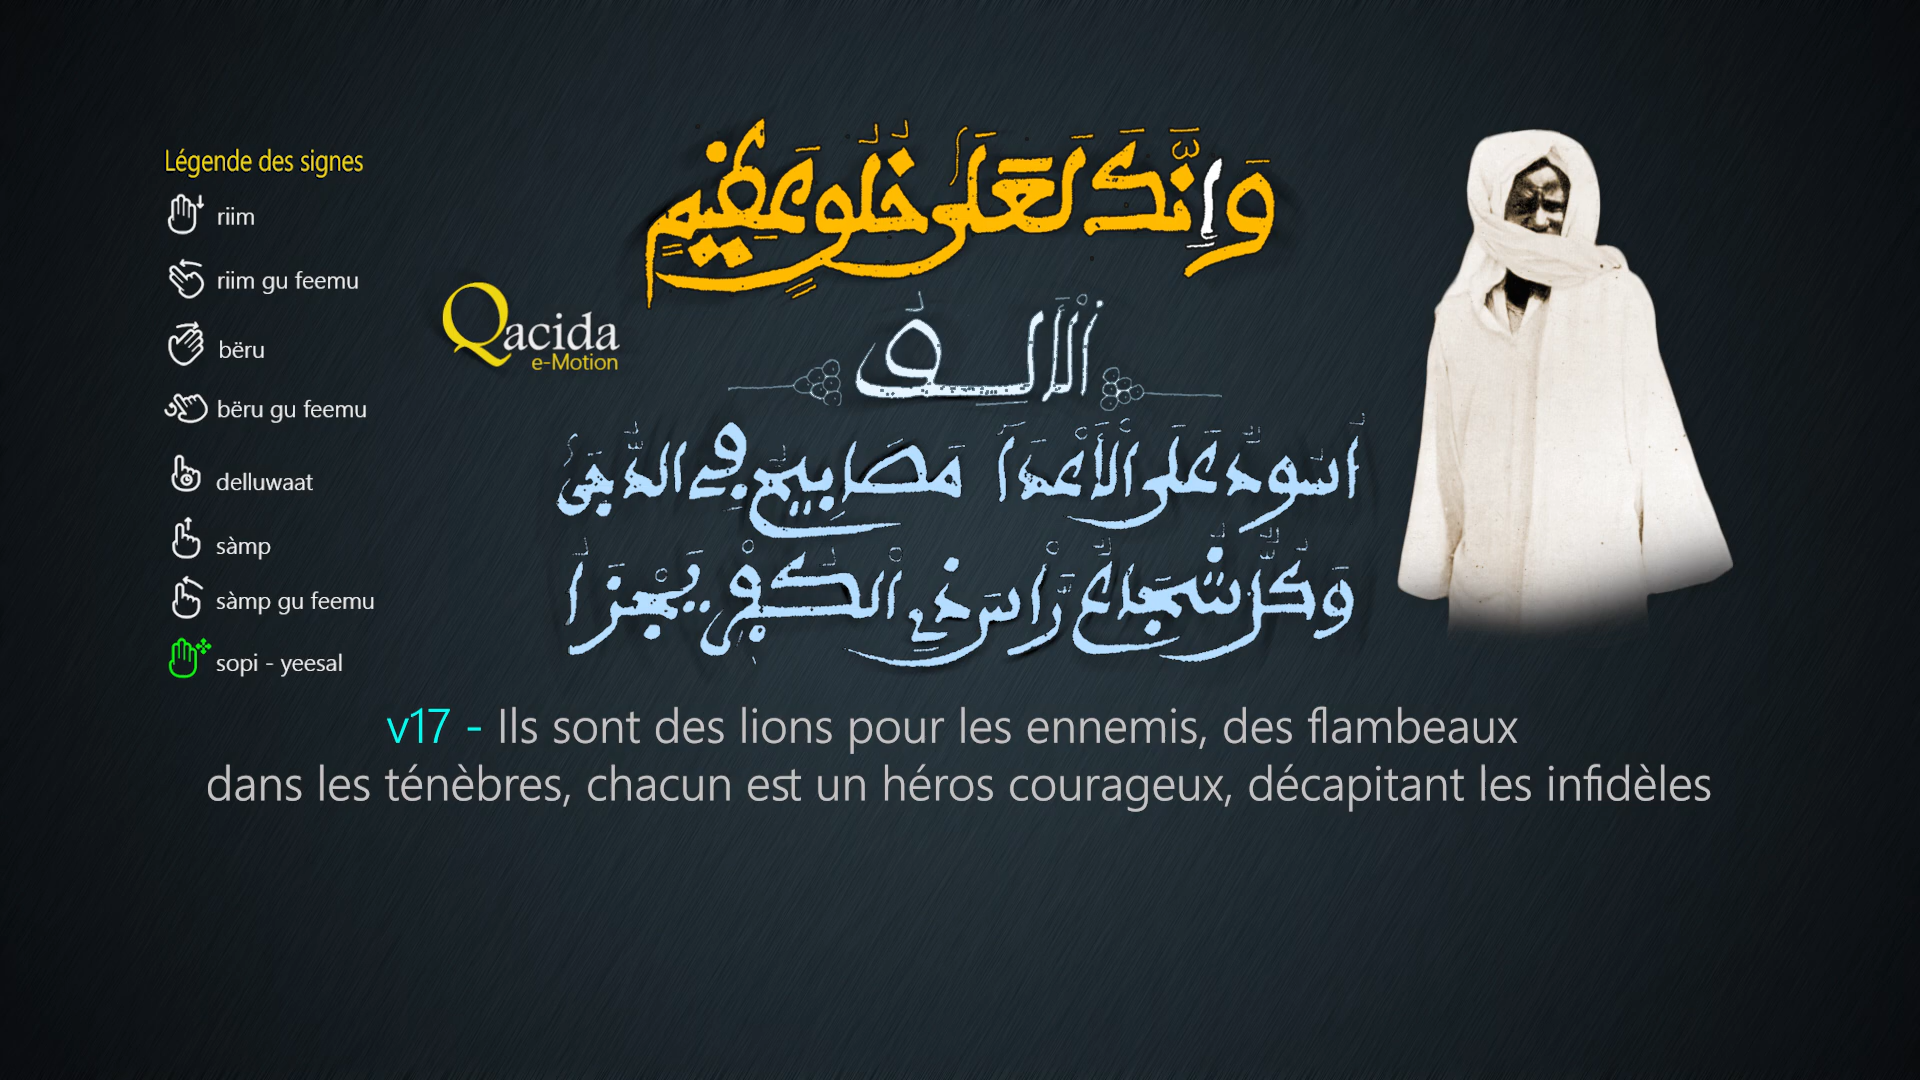 Légende des signes
riim
riim gu feemu
bëru
bëru gu feemu
delluwaat
sàmp
sàmp gu feemu
sopi - yeesal
Qacida
e-Motion
وَإِنَّكَ لَعَلَىٰ خُلُقٍ عَظِيمٍ
اَلْأَلِفُ
أُسُودٌ عَلَى الْأَعْدَا مَصَابِيحُ فِي الدُّجَىٰ
وَكُلُّ شُجَاعٌ رَأْسَ ذِي الْكُفْرِ يَجْزَأُ
v17 - Ils sont des lions pour les ennemis, des flambeaux
dans les ténèbres, chacun est un héros courageux, décapitant les infidèles